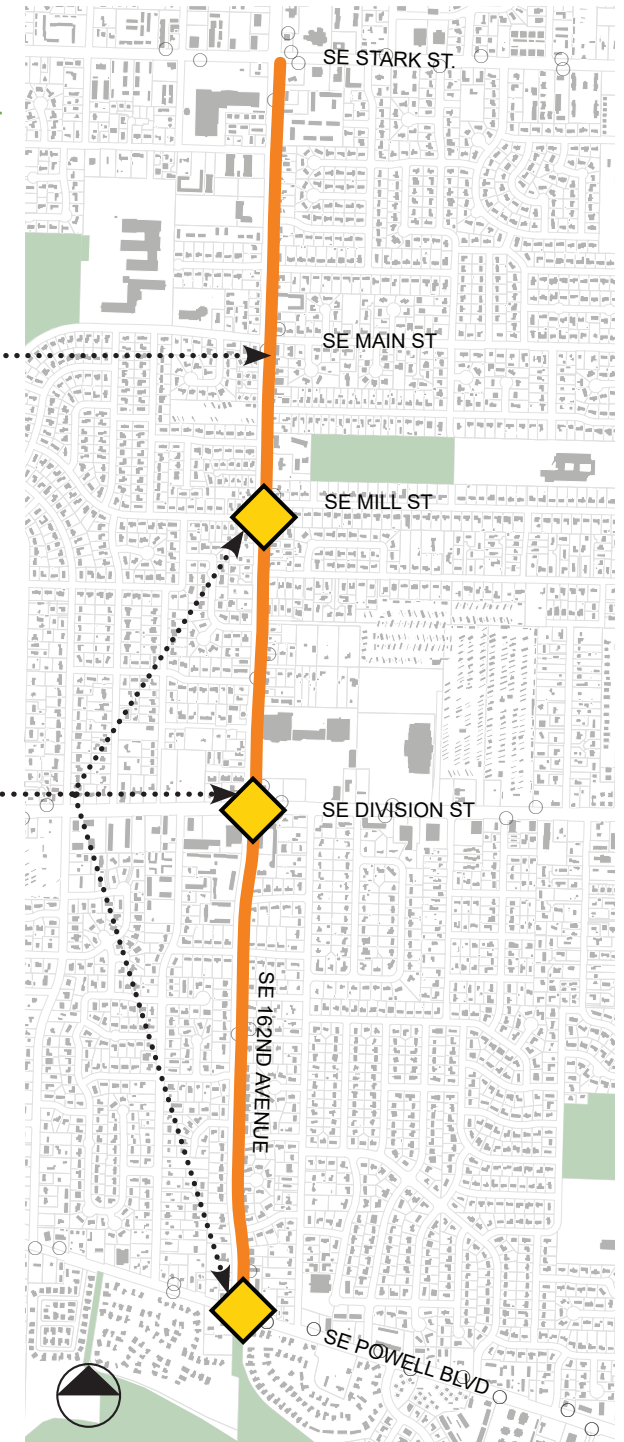 SE STARK ST.
SE MAIN ST
SE MILL ST
SE DIVISION ST
SE 162ND AVENUE
SE POWELL BLVD